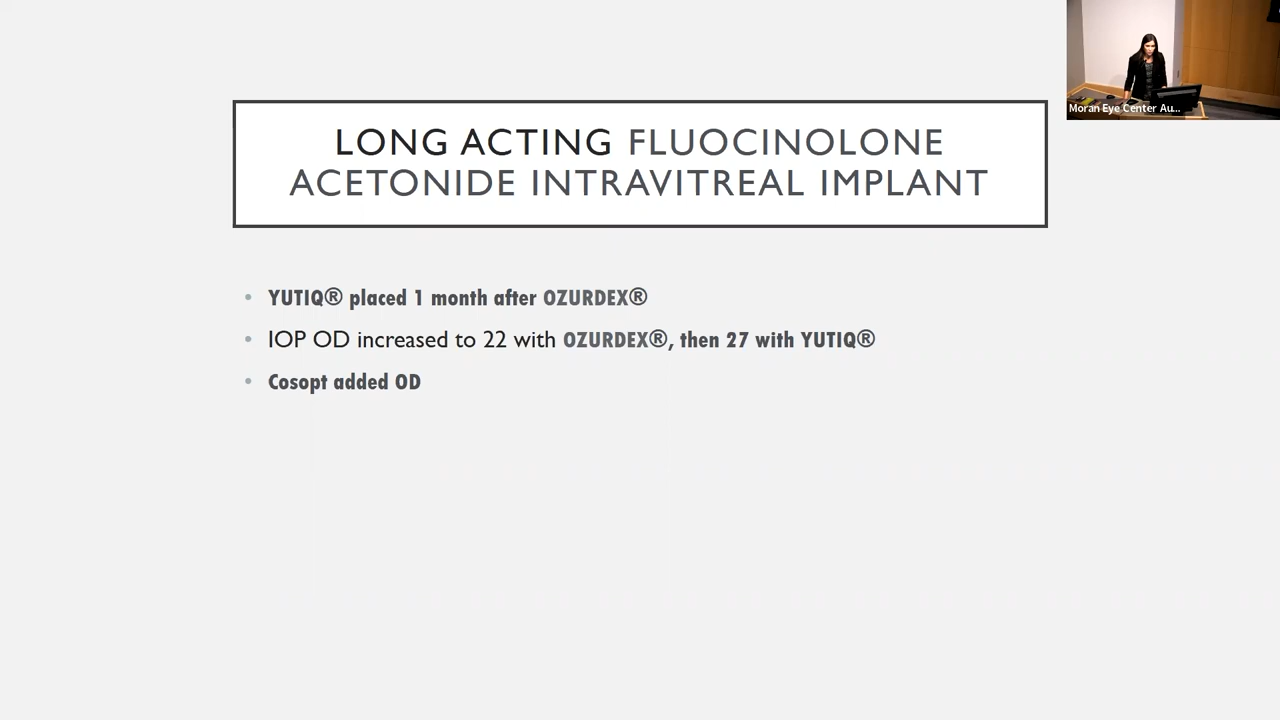 LONG ACTING FLUOCINOLONE
ACETONIDE INTRAVITREAL IMPLANT
• YUTIQ® placed 1 month after OZURDEX®
• IOP OD increased to 22 with OZURDEX®, then 27 with YUTIQ®
• Cosopt added OD
Moran Eye Center Au...